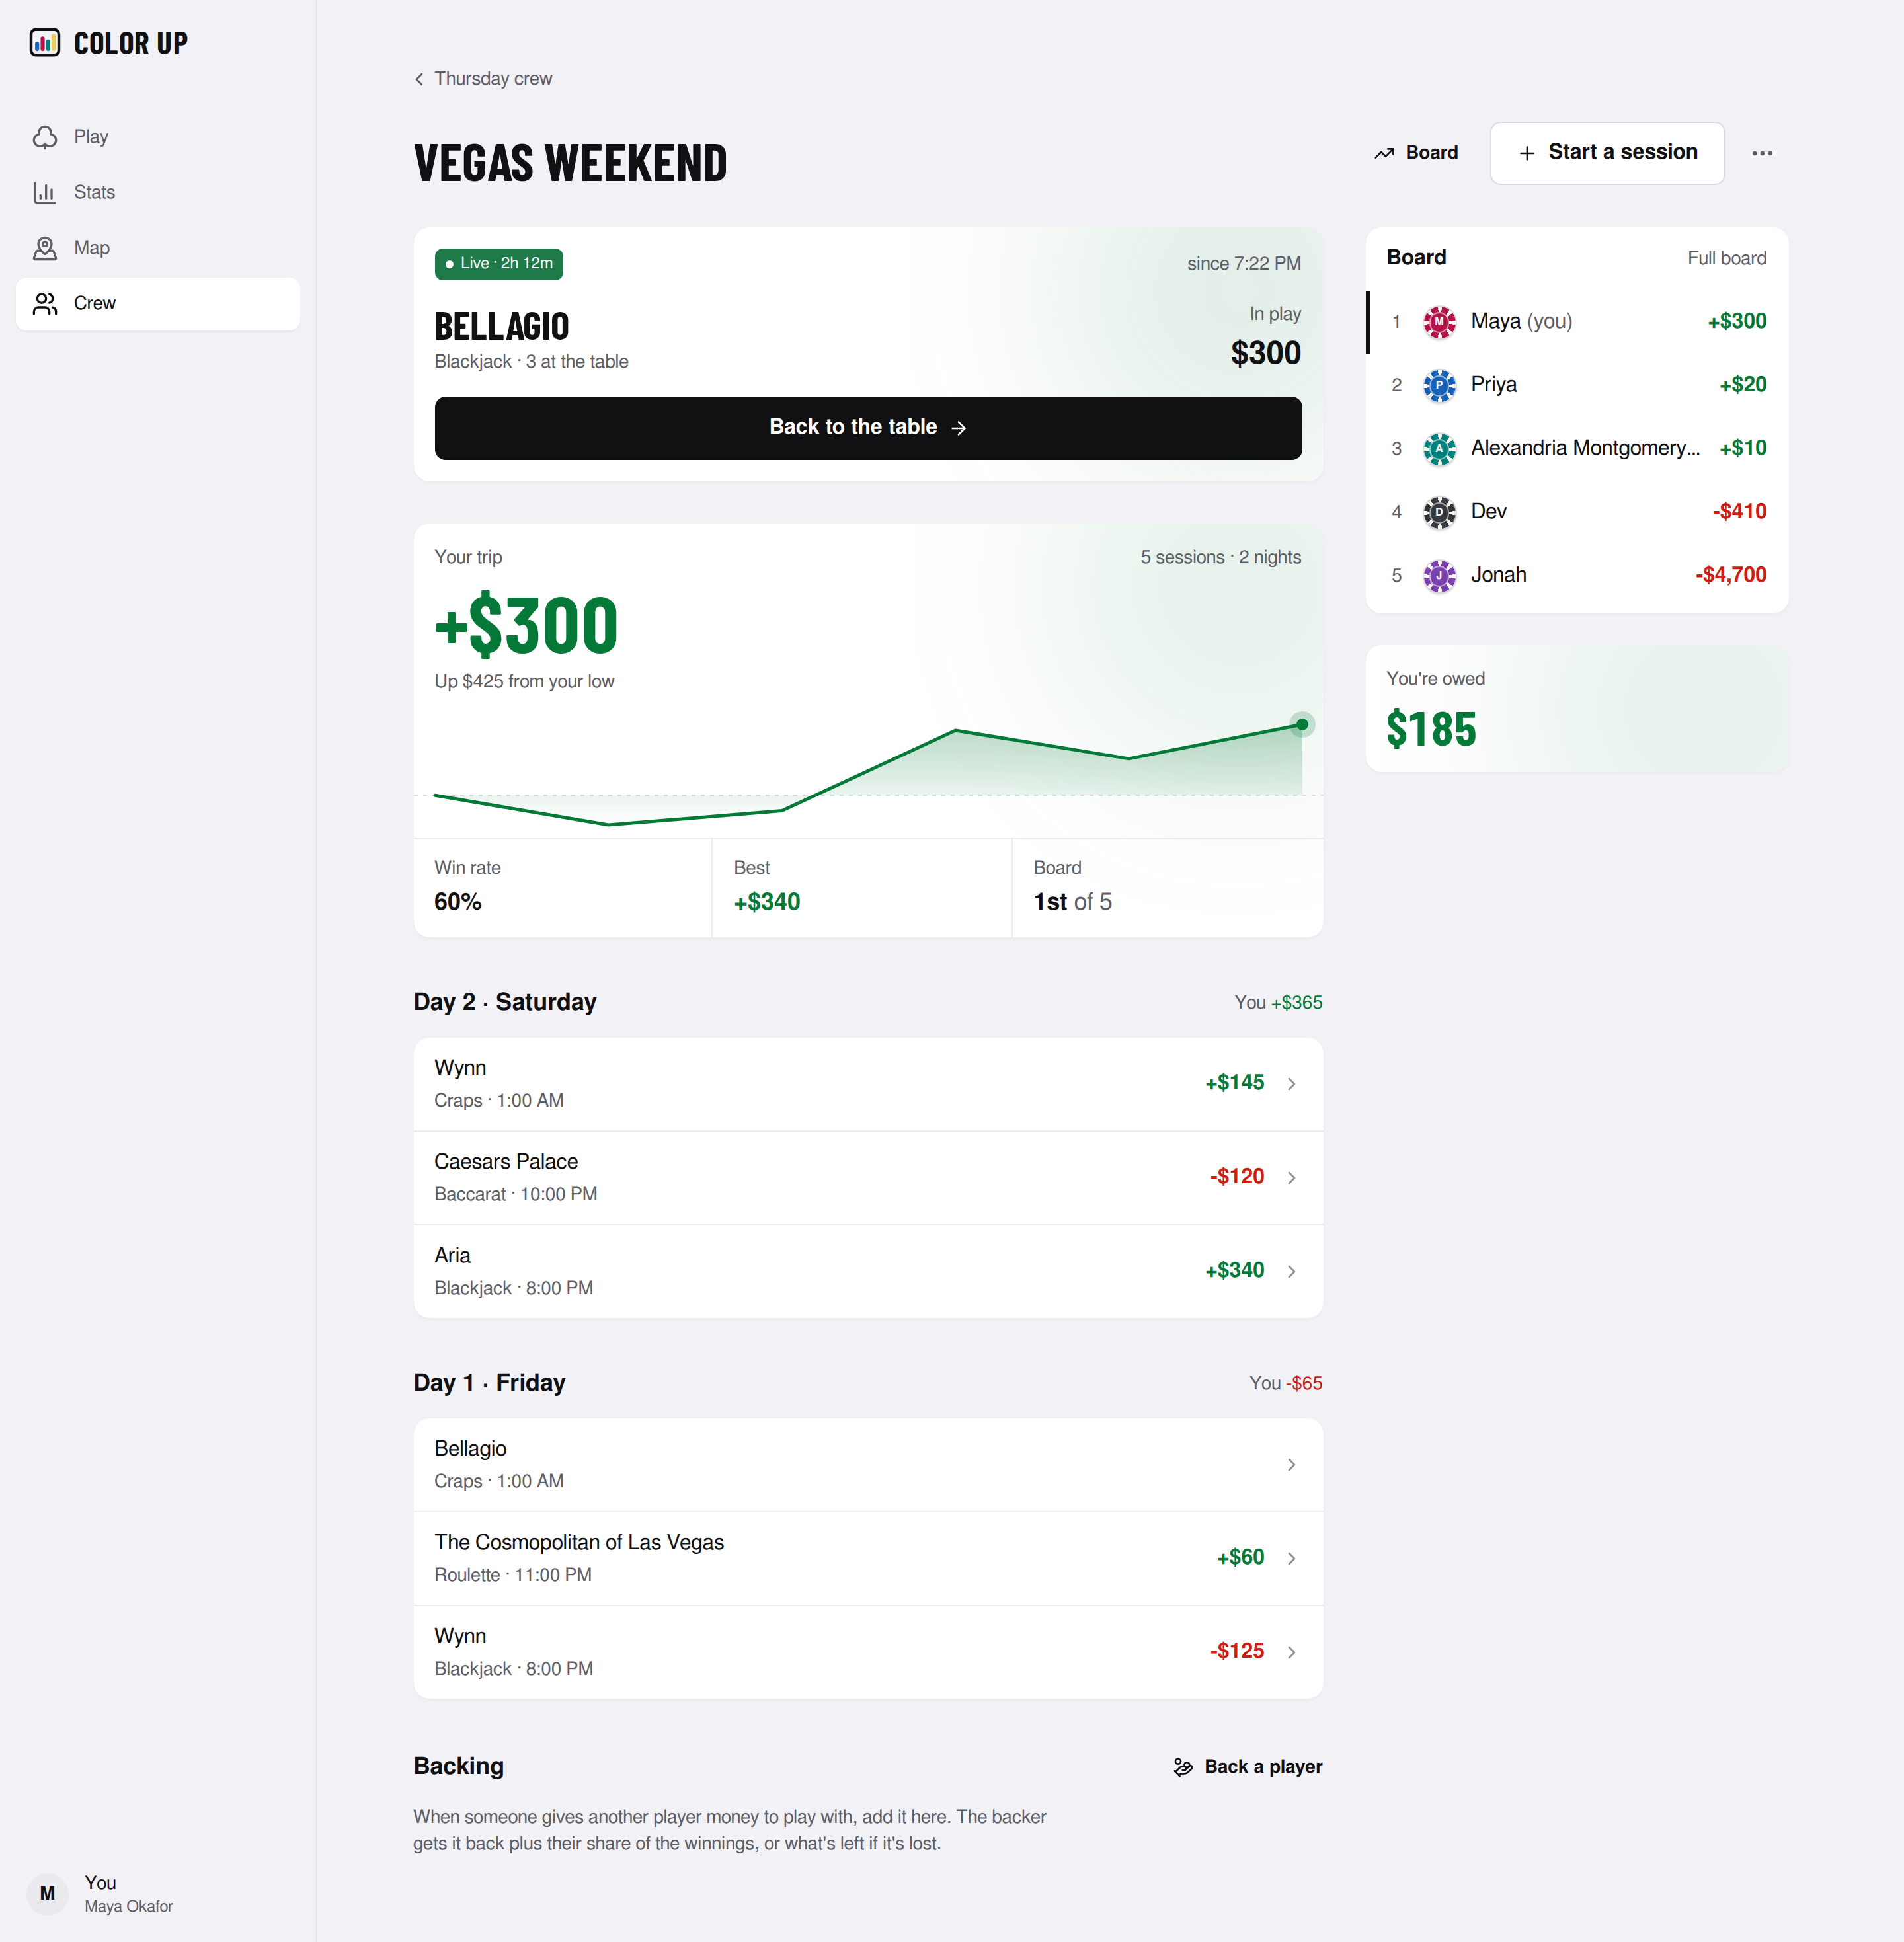 COLOR UP
Play
Stats
Map
Crew
Thursday crew
VEGAS WEEKEND
Board
Start a session
Live · 2h 12m
since 7:22 PM
BELLAGIO
Blackjack · 3 at the table
In play
$300
Back to the table
Your trip
5 sessions · 2 nights
+$300
Up $425 from your low
Win rate
60%
Best
+$340
Board
1st of 5
Board
Full board
1 M Maya (you) +$300
2 P Priya +$20
3 A Alexandria Montgomery... +$10
4 D Dev -$410
5 J Jonah -$4,700
You're owed
$185
Day 2 · Saturday
You +$365
Wynn
Craps · 1:00 AM
+$145
Caesars Palace
Baccarat · 10:00 PM
-$120
Aria
Blackjack · 8:00 PM
+$340
Day 1 · Friday
You -$65
Bellagio
Craps · 1:00 AM
The Cosmopolitan of Las Vegas
Roulette · 11:00 PM
+$60
Wynn
Blackjack · 8:00 PM
-$125
Backing
Back a player
When someone gives another player money to play with, add it here. The backer
gets it back plus their share of the winnings, or what's left if it's lost.
M
You
Maya Okafor